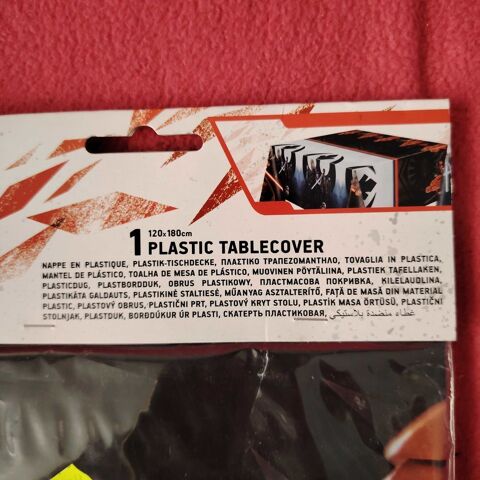 120x180cm
1 PLASTIC TABLECOVER
NAPPE EN PLASTIQUE, PLASTIK-TISCHDECKE, ΠΛΑΣΤΙΚΟ ΤΡΑΠΕΖΟΜΑΝΤΗΛΟ, TOVAGLIA IN PLASTICA,
MANTEL DE PLÁSTICO, TOALHA DE MESA DE PLÁSTICO, MUOVINEN PÖYTÄLIINA, PLASTIEK TAFELLAKEN,
PLASTICDUG, PLASTBORDDUK, OBRUS PLASTIKOWY, ПЛАСТМАСОВА ПОКРИВКА, KILELAUDLINA,
PLASTIKĀTA GALDAUTS, PLASTIKINĖ STALTIESĖ, MŰANYAG ASZTALTERÍTŐ, FAȚĂ DE MASĂ DIN MATERIAL
PLASTIC, PLASTOVÝ OBRUS, PLASTIČNI PRT, PLASTOVÝ KRYT STOLU, PLASTİK MASA ÖRTÜSÜ, PLASTIČNI
STOLNJAK, PLASTDUK, BORÐDÚKUR ÚR PLASTI, СКАТЕРТЬ ПЛАСТИКОВАЯ, غطاء منضدة بلاستيكي